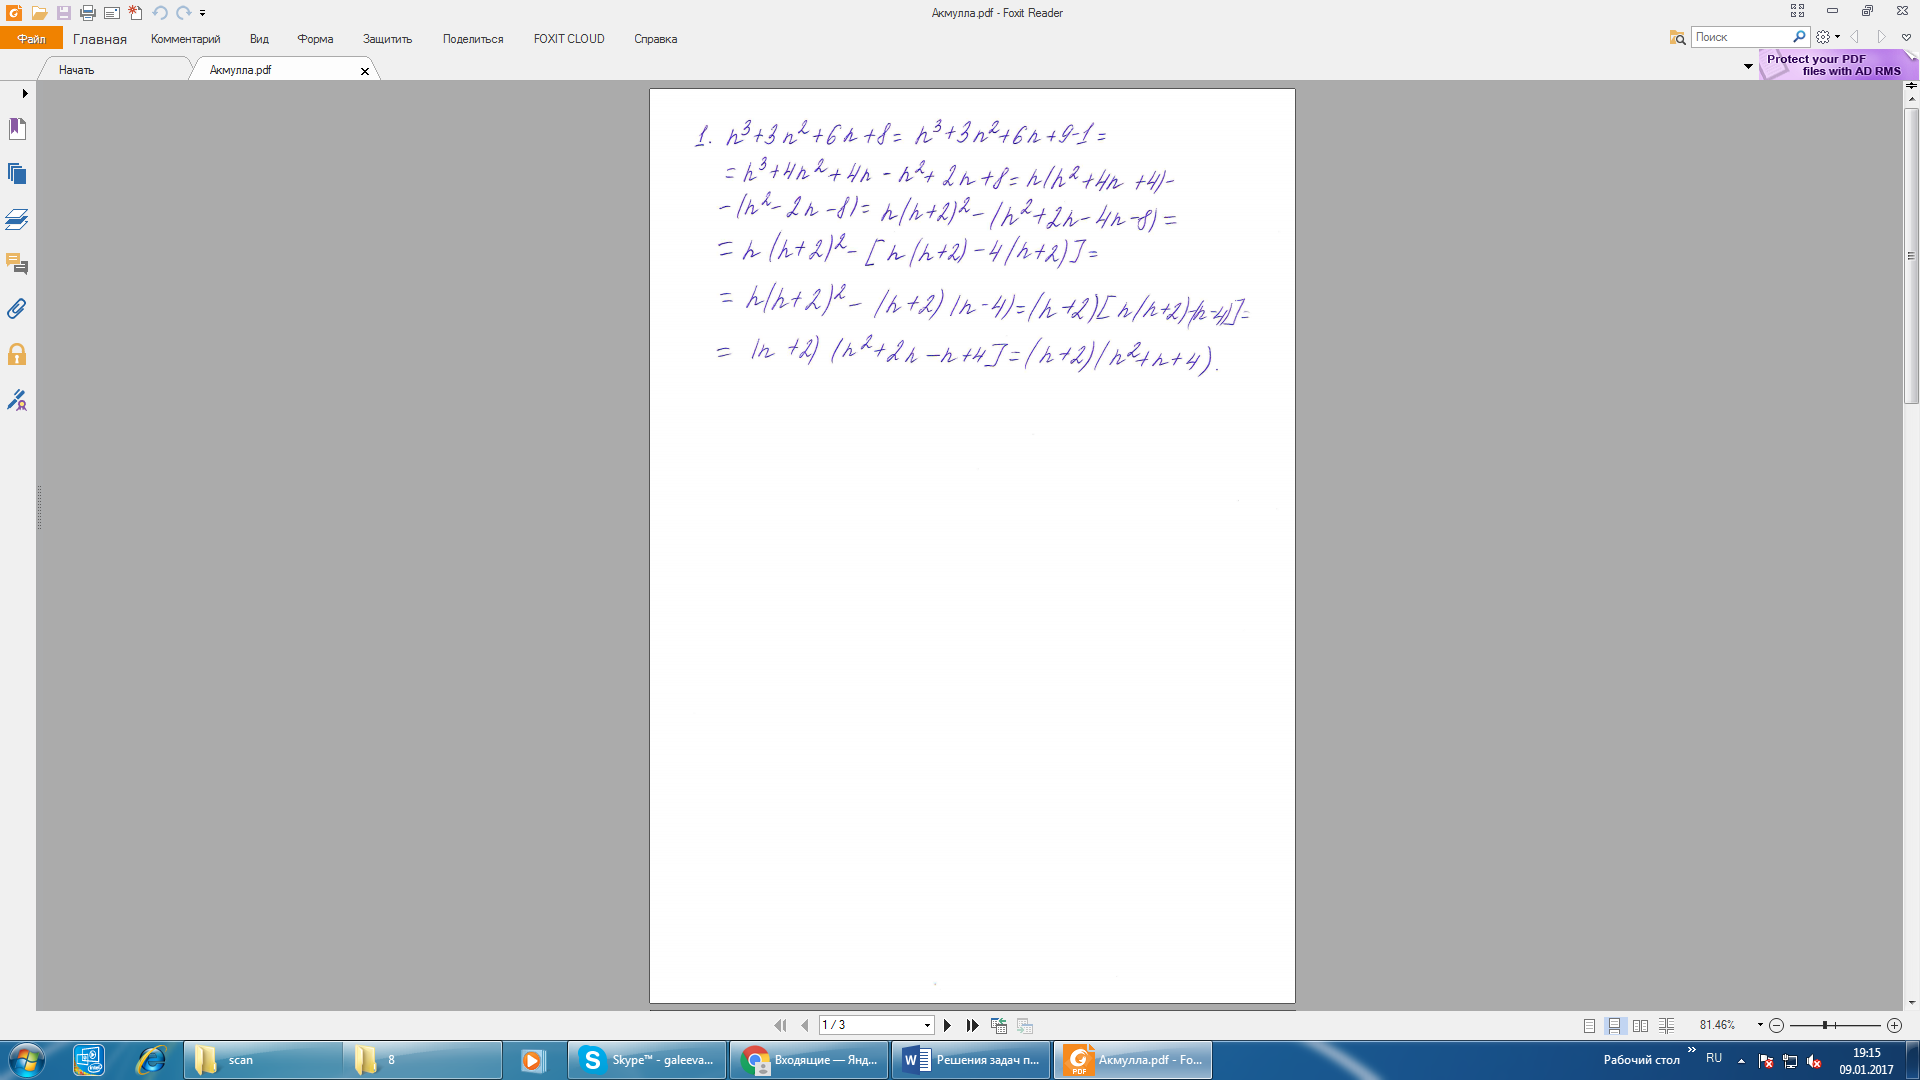 Акмулла.pdf - Foxit Reader
Файл Главная Комментарий Вид Форма Защитить Поделиться FOXIT CLOUD Справка Поиск
Начать Акмулла.pdf
Protect your PDF
files with AD RMS
1. n³+3n²+6n+8= n³+3n²+6n+9-1=
=n³+4n²+4n-n²+2n+8=n(n²+4n+4)-
-(n²-2n-8)=n(n+2)²-(n²+2n-4n-8)=
=n(n+2)²-[n(n+2)-4(n+2)]=
=n(n+2)²-(n+2)(n-4)=(n+2)[n(n+2)-(n-4)]=
=(n+2)(n²+2n-n+4]=(n+2)(n²+n+4).
1 / 3
81.46%
scan 8 Skype™ - galeeva... Входящие — Янд... Решения задач п... Акмулла.pdf - Fo... Рабочий стол » RU 19:15
09.01.2017